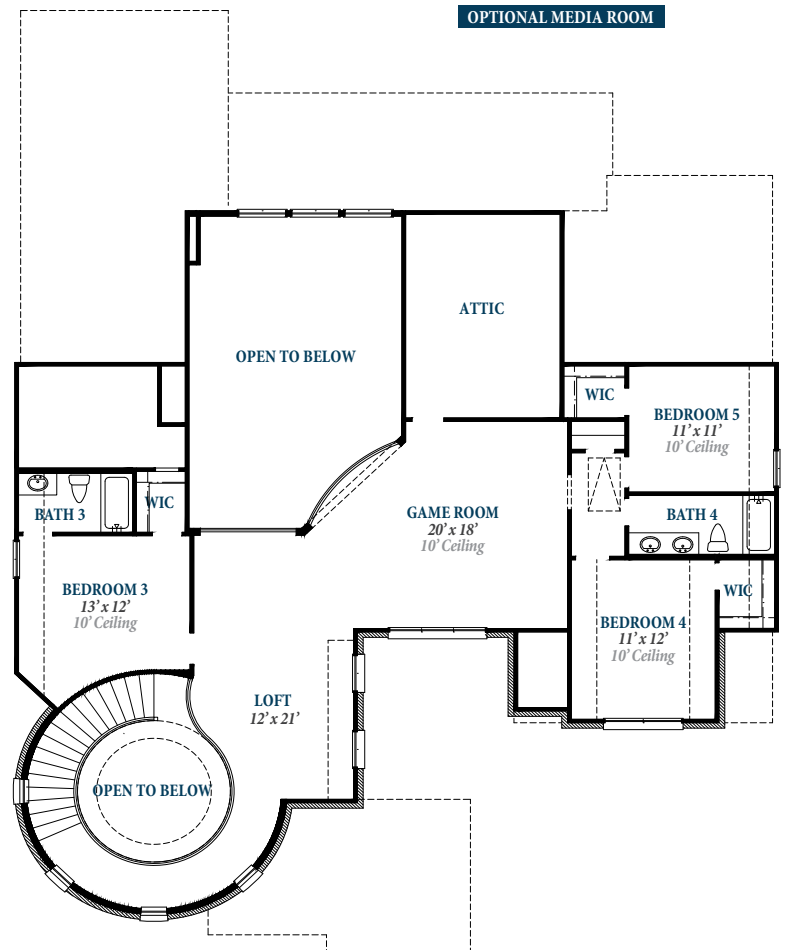 OPTIONAL MEDIA ROOM
ATTIC
OPEN TO BELOW
WIC
BEDROOM 5
11’ x 11’
10’ Ceiling
GAME ROOM
20’ x 18’
10’ Ceiling
BATH 3
WIC
BATH 4
BEDROOM 3
13’ x 12’
10’ Ceiling
WIC
BEDROOM 4
11’ x 12’
10’ Ceiling
LOFT
12’ x 21’
OPEN TO BELOW